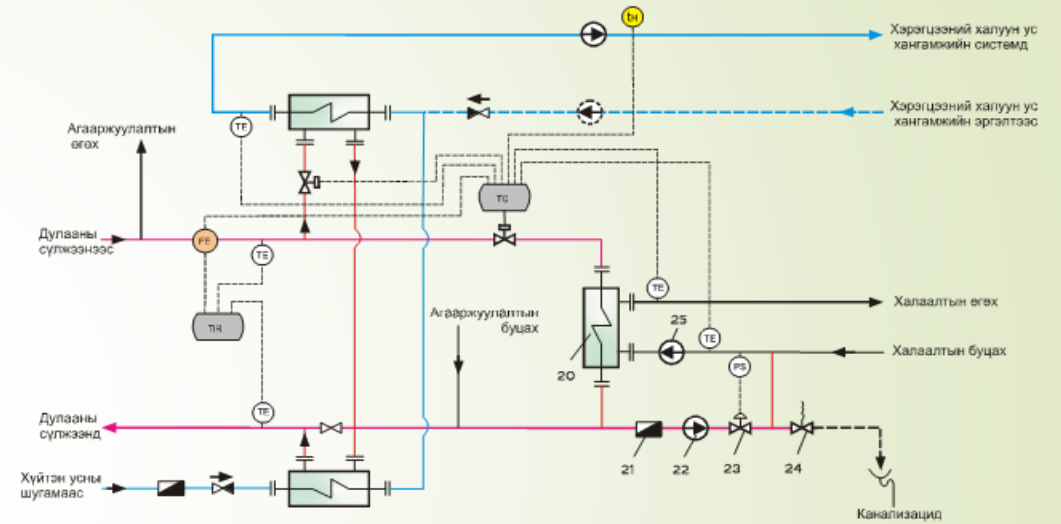 tн
Хэрэгцээний халуун ус
хангамжийн системд
Агааржуулалтын
өгөх
TE
Хэрэгцээний халуун ус
хангамжийн эргэлтээс
TC
Дулааны
сүлжээнээс
FE
TE
TE
Халаалтын өгөх
TIR
Агааржуулалтын
буцах
25
TE
Халаалтын буцах
20
PS
Дулааны
сүлжээнд
TE
21
22
23
24
Хүйтэн усны
шугамаас
Канализацид